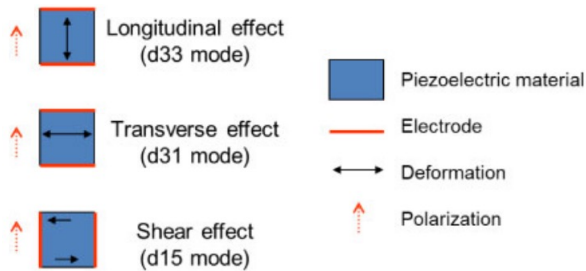 Longitudinal effect
(d33 mode)
Transverse effect
(d31 mode)
Shear effect
(d15 mode)
Piezoelectric material
Electrode
Deformation
Polarization